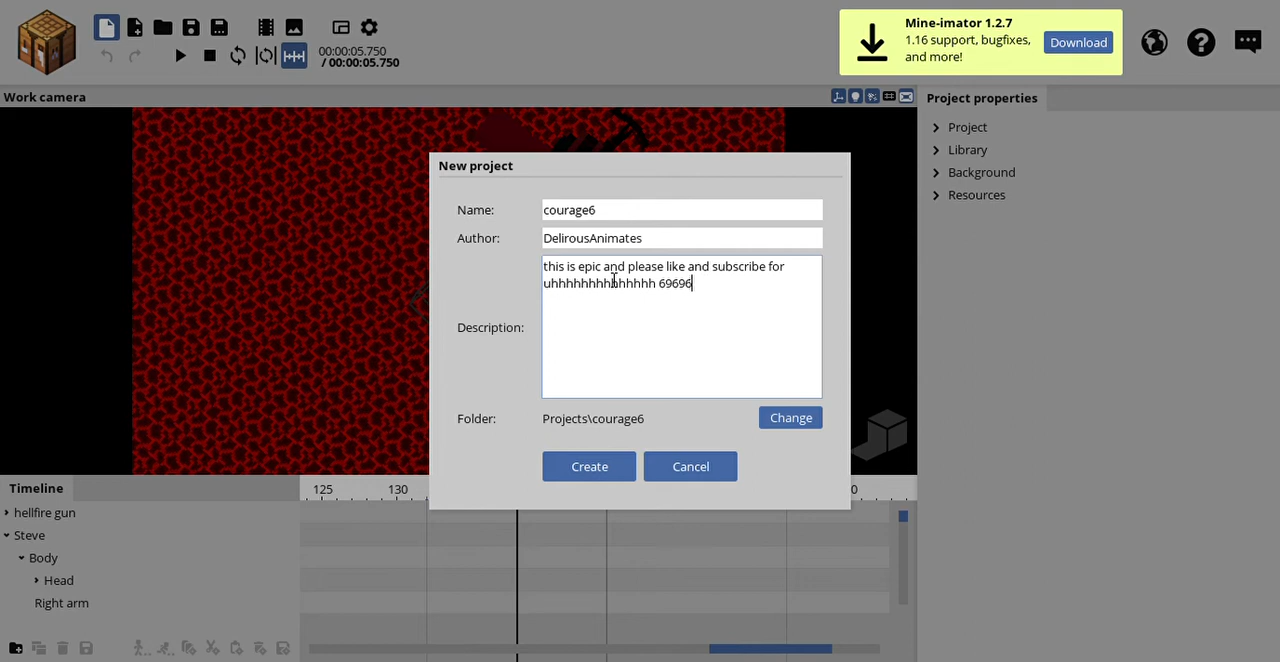 Mine-imator 1.2.7
1.16 support, bugfixes,
and more!
Download
00:00:05.750
/ 00:00:05.750
Work camera
Project properties
Project
Library
Background
Resources
New project
Name:
courage6
Author:
DelirousAnimates
Description:
this is epic and please like and subscribe for
uhhhhhhhhhhhhhh 69696
Folder:
Projects\courage6
Change
Create
Cancel
Timeline
125
130
0
hellfire gun
Steve
Body
Head
Right arm